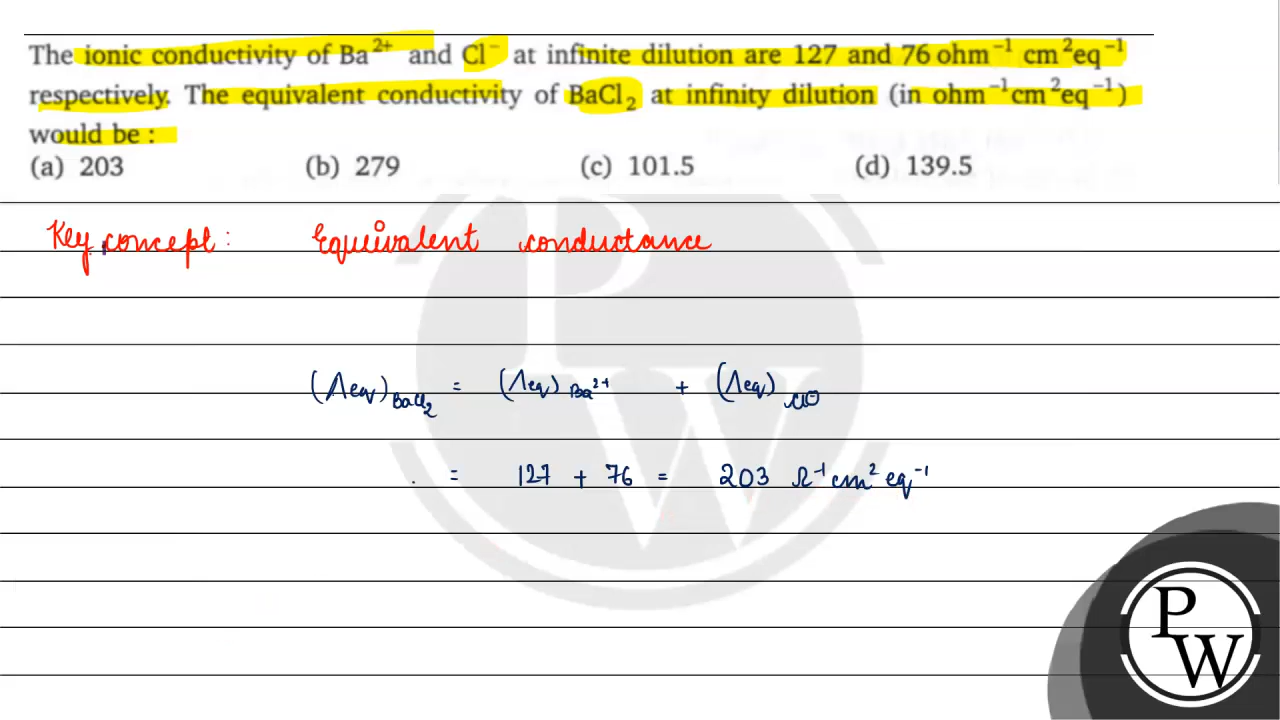 The ionic conductivity of Ba²⁺ and Cl⁻ at infinite dilution are 127 and 76 ohm⁻¹ cm²eq⁻¹
respectively. The equivalent conductivity of BaCl₂ at infinity dilution (in ohm⁻¹cm²eq⁻¹)
would be :
(a) 203 (b) 279 (c) 101.5 (d) 139.5
Key concept: Equivalent conductance
(Λeq)BaCl₂ = (Λeq)Ba²⁺ + (Λeq)Cl⊖
= 127 + 76 = 203 Ω⁻¹ cm² eq⁻¹
P
W
P
W